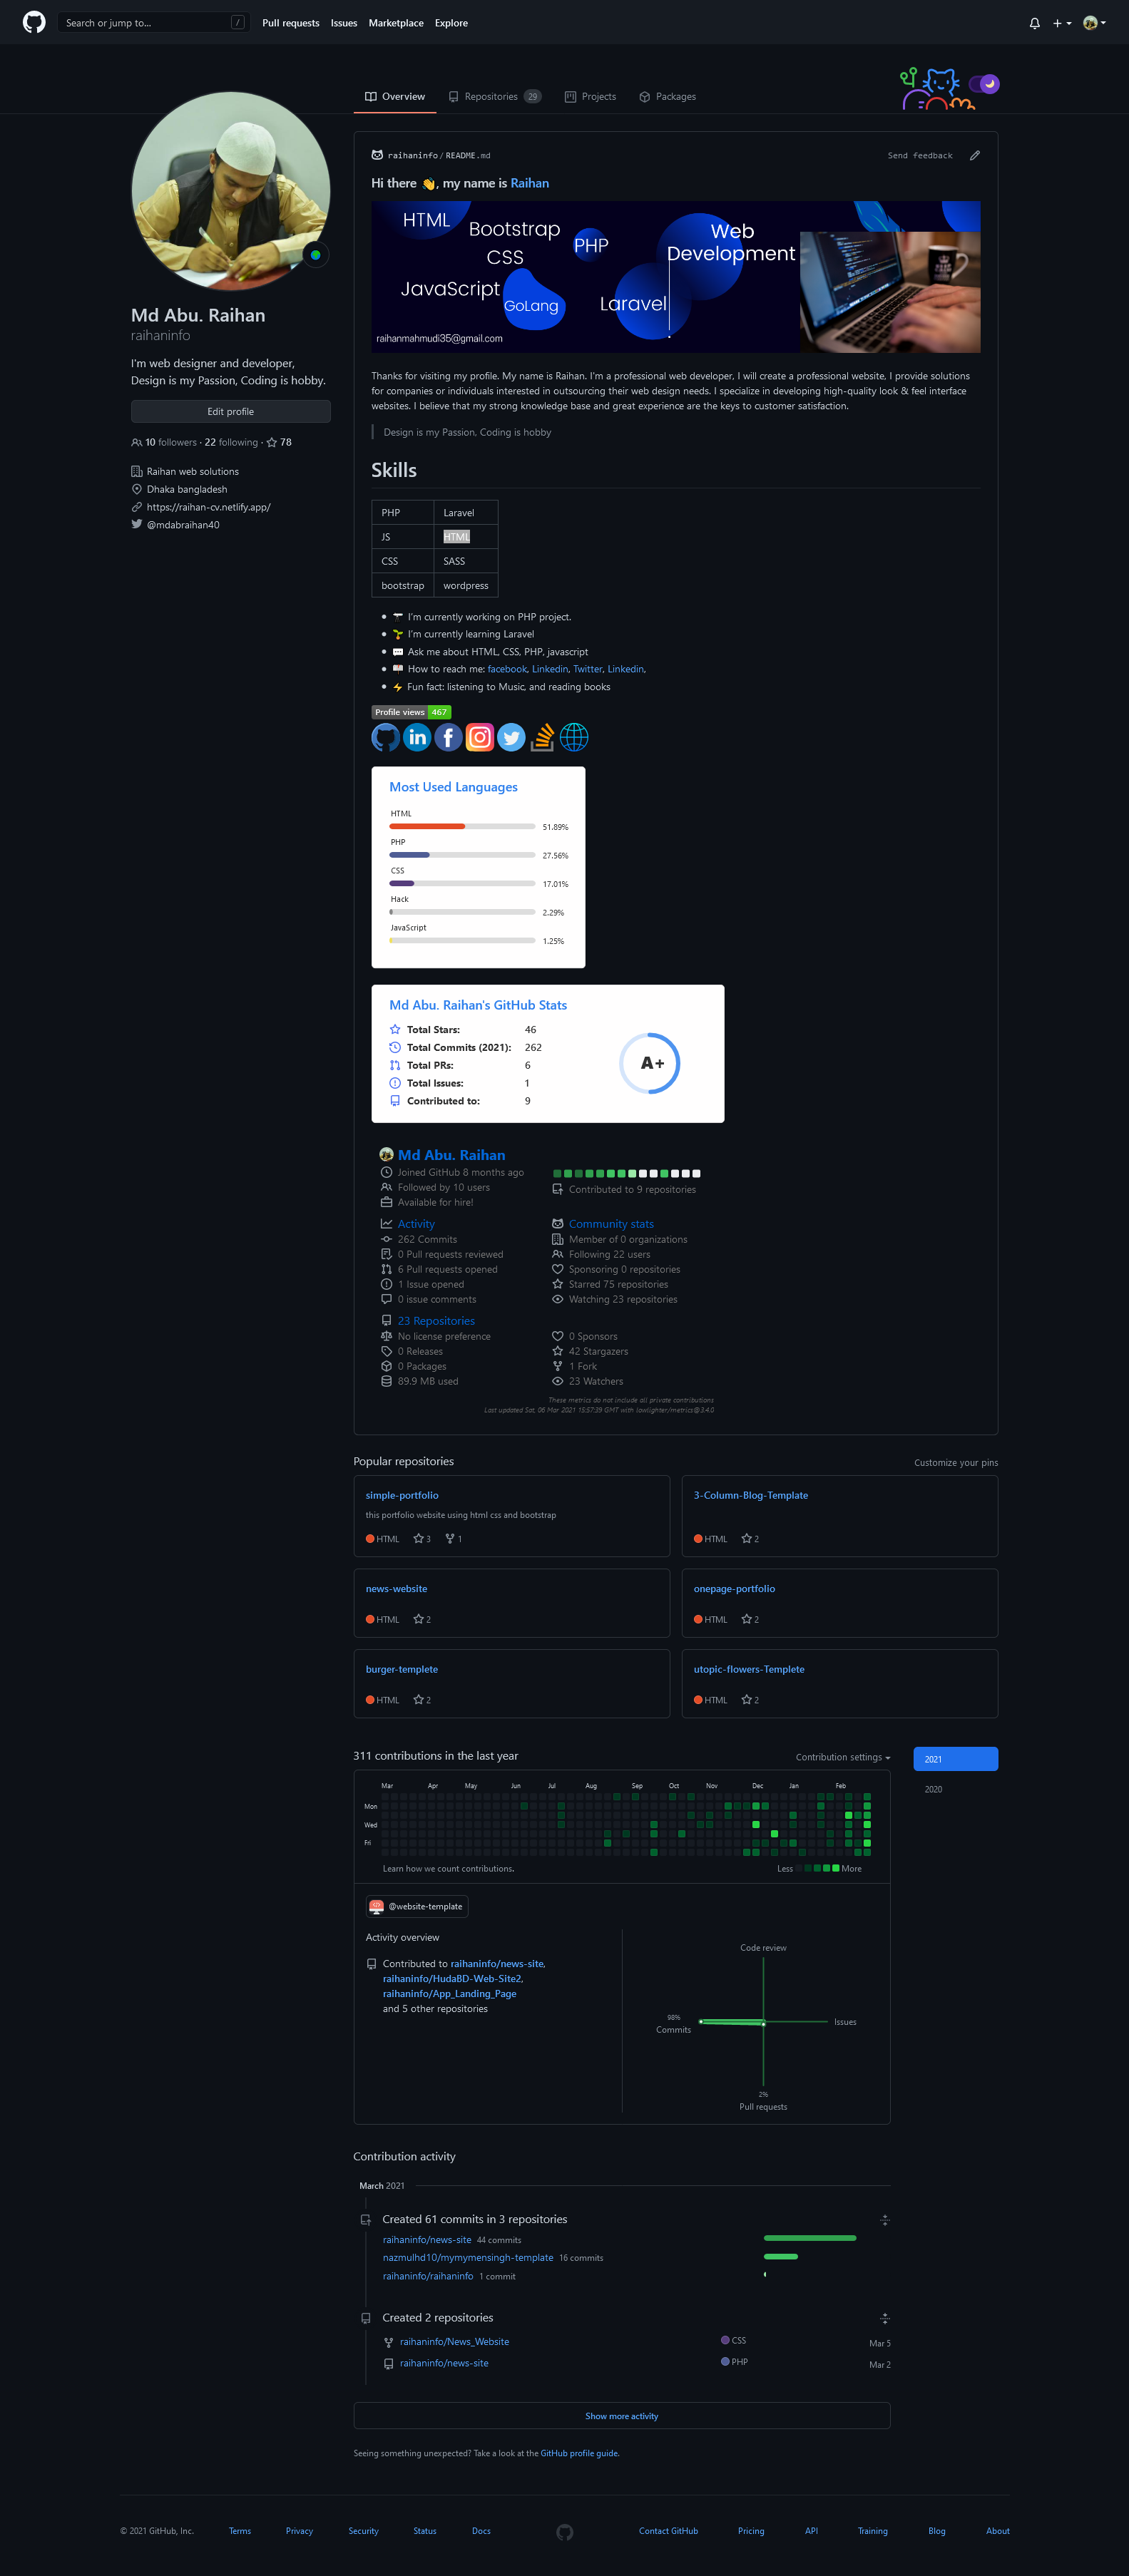 Search or jump to...
/
Pull requests Issues Marketplace Explore
Overview Repositories 29 Projects Packages
raihaninfo/README.md Send feedback
Hi there 👋, my name is Raihan
HTML
Bootstrap
CSS
JavaScript
GoLang
PHP
Laravel
Web
Development
raihanmahmudi35@gmail.com
Md Abu. Raihan
raihaninfo
I'm web designer and developer,
Design is my Passion, Coding is hobby.
Edit profile
10 followers · 22 following · 78
Raihan web solutions
Dhaka bangladesh
https://raihan-cv.netlify.app/
@mdabraihan40
Thanks for visiting my profile. My name is Raihan. I'm a professional web developer, I will create a professional website, I provide solutions
for companies or individuals interested in outsourcing their web design needs. I specialize in developing high-quality look & feel interface
websites. I believe that my strong knowledge base and great experience are the keys to customer satisfaction.
Design is my Passion, Coding is hobby
Skills
PHP Laravel
JS HTML
CSS SASS
bootstrap wordpress
I'm currently working on PHP project.
I'm currently learning Laravel
Ask me about HTML, CSS, PHP, javascript
How to reach me: facebook, Linkedin, Twitter, Linkedin,
Fun fact: listening to Music, and reading books
Profile views 467
Most Used Languages
HTML
51.89%
PHP
27.56%
CSS
17.01%
Hack
2.29%
JavaScript
1.25%
Md Abu. Raihan's GitHub Stats
Total Stars: 46
Total Commits (2021): 262
Total PRs: 6
Total Issues: 1
Contributed to: 9
A+
Md Abu. Raihan
Joined GitHub 8 months ago
Followed by 10 users Contributed to 9 repositories
Available for hire!
Activity Community stats
262 Commits Member of 0 organizations
0 Pull requests reviewed Following 22 users
6 Pull requests opened Sponsoring 0 repositories
1 Issue opened Starred 75 repositories
0 issue comments Watching 23 repositories
23 Repositories
No license preference 0 Sponsors
0 Releases 42 Stargazers
0 Packages 1 Fork
89.9 MB used 23 Watchers
These metrics do not include all private contributions
Last updated Sat, 06 Mar 2021 15:57:39 GMT with lowlighter/metrics@3.4.0
Popular repositories Customize your pins
simple-portfolio
this portfolio website using html css and bootstrap
HTML 3 1
3-Column-Blog-Template
HTML 2
news-website
HTML 2
onepage-portfolio
HTML 2
burger-templete
HTML 2
utopic-flowers-Templete
HTML 2
311 contributions in the last year Contribution settings
2021
2020
Mar Apr May Jun Jul Aug Sep Oct Nov Dec Jan Feb
Mon
Wed
Fri
Learn how we count contributions. Less More
@website-template
Activity overview
Contributed to raihaninfo/news-site,
raihaninfo/HudaBD-Web-Site2,
raihaninfo/App_Landing_Page
and 5 other repositories
Code review
98%
Commits
Issues
2%
Pull requests
Contribution activity
March 2021
Created 61 commits in 3 repositories
raihaninfo/news-site 44 commits
nazmulhd10/mymymensingh-template 16 commits
raihaninfo/raihaninfo 1 commit
Created 2 repositories
raihaninfo/News_Website CSS Mar 5
raihaninfo/news-site PHP Mar 2
Show more activity
Seeing something unexpected? Take a look at the GitHub profile guide.
© 2021 GitHub, Inc. Terms Privacy Security Status Docs Contact GitHub Pricing API Training Blog About